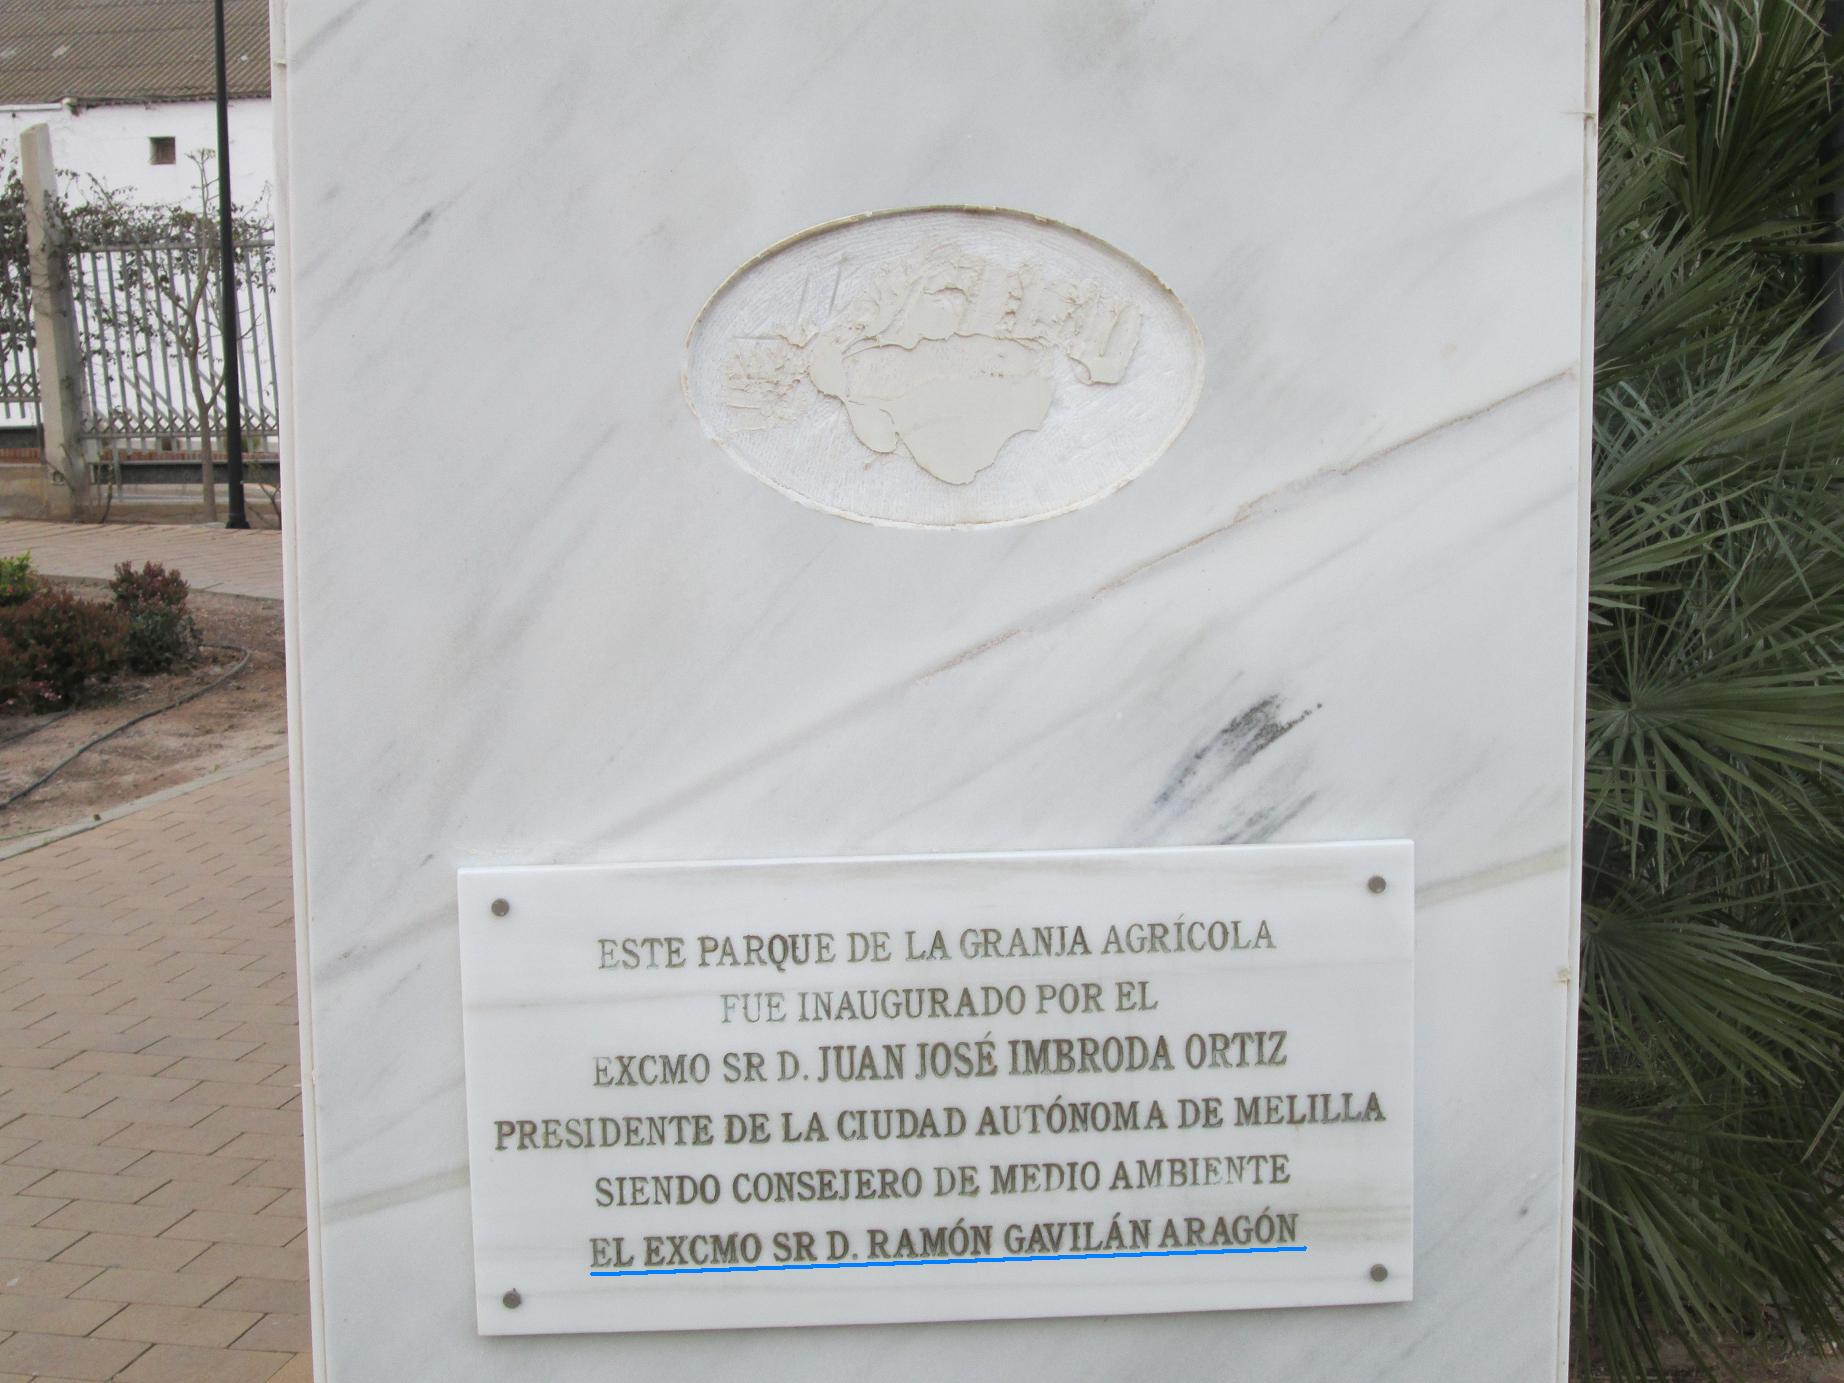 ESTE PARQUE DE LA GRANJA AGRÍCOLA
FUE INAUGURADO POR EL
EXCMO SR D. JUAN JOSÉ IMBRODA ORTIZ
PRESIDENTE DE LA CIUDAD AUTÓNOMA DE MELILLA
SIENDO CONSEJERO DE MEDIO AMBIENTE
EL EXCMO SR D. RAMÓN GAVILÁN ARAGÓN